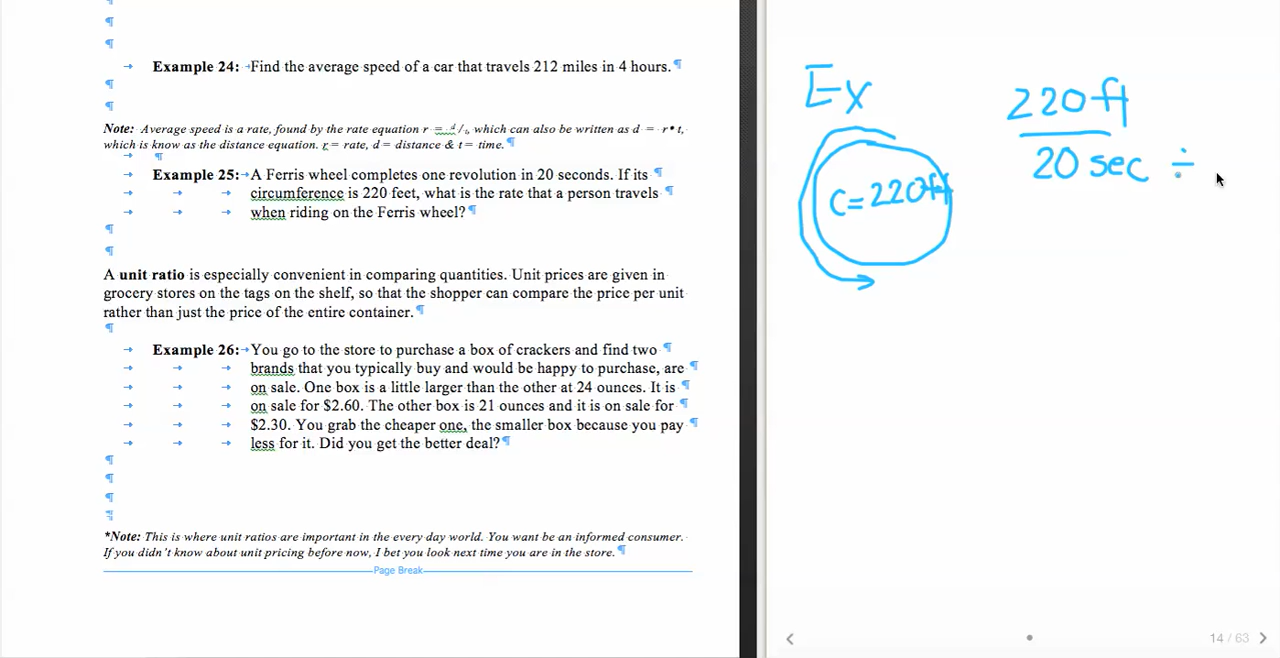 Example 24: Find the average speed of a car that travels 212 miles in 4 hours.
Note: Average speed is a rate, found by the rate equation r = d/t, which can also be written as d = r•t,
which is know as the distance equation. r = rate, d = distance & t = time.
Example 25: A Ferris wheel completes one revolution in 20 seconds. If its
circumference is 220 feet, what is the rate that a person travels
when riding on the Ferris wheel?
A unit ratio is especially convenient in comparing quantities. Unit prices are given in
grocery stores on the tags on the shelf, so that the shopper can compare the price per unit
rather than just the price of the entire container.
Example 26: You go to the store to purchase a box of crackers and find two
brands that you typically buy and would be happy to purchase, are
on sale. One box is a little larger than the other at 24 ounces. It is
on sale for $2.60. The other box is 21 ounces and it is on sale for
$2.30. You grab the cheaper one, the smaller box because you pay
less for it. Did you get the better deal?
*Note: This is where unit ratios are important in the every day world. You want be an informed consumer.
If you didn't know about unit pricing before now, I bet you look next time you are in the store.
Page Break
Ex
220 ft
20 sec ÷
C = 220 ft
14 / 63